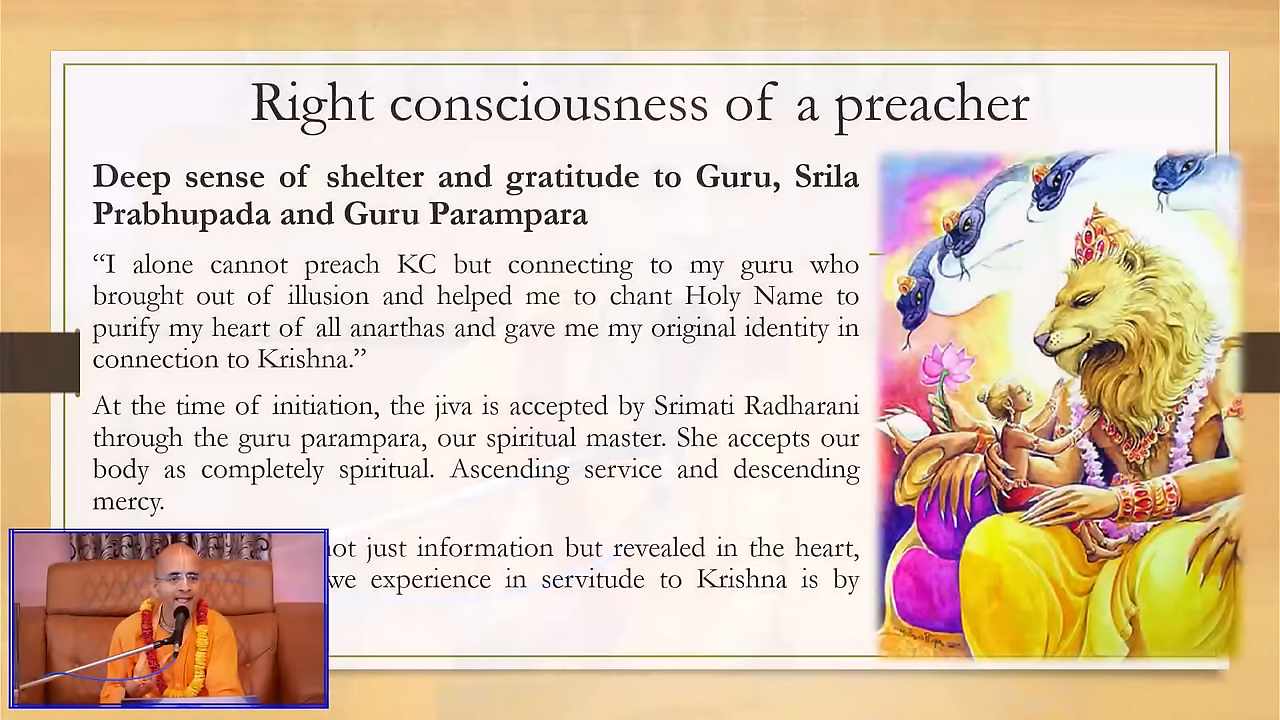 Right consciousness of a preacher
Deep sense of shelter and gratitude to Guru, Srila
Prabhupada and Guru Parampara
“I alone cannot preach KC but connecting to my guru who
brought out of illusion and helped me to chant Holy Name to
purify my heart of all anarthas and gave me my original identity in
connection to Krishna.”
At the time of initiation, the jiva is accepted by Srimati Radharani
through the guru parampara, our spiritual master. She accepts our
body as completely spiritual. Ascending service and descending
mercy.
not just information but revealed in the heart,
we experience in servitude to Krishna is by